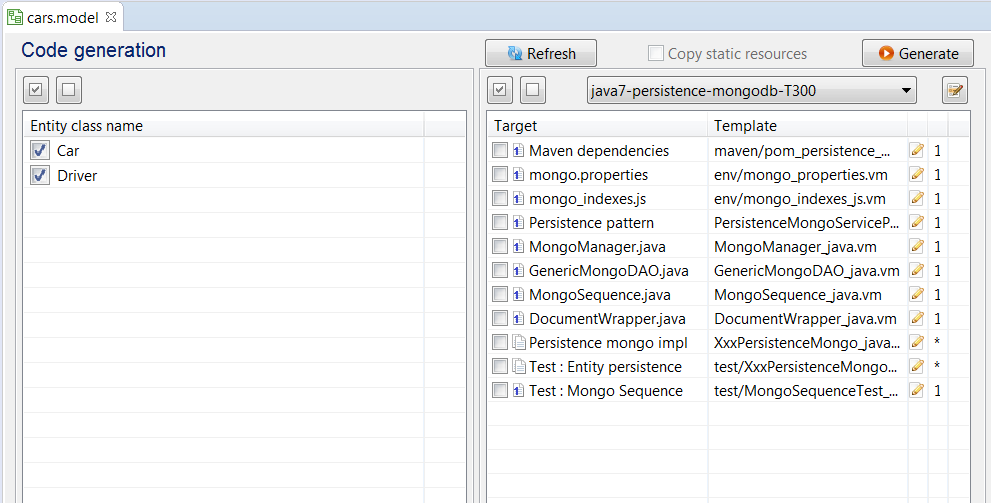 cars.model
Code generation
Refresh
Copy static resources
Generate
java7-persistence-mongodb-T300
Entity class name
Car
Driver
Target Template
Maven dependencies maven/pom_persistence_... 1
mongo.properties env/mongo_properties.vm 1
mongo_indexes.js env/mongo_indexes_js.vm 1
Persistence pattern PersistenceMongoServiceP... 1
MongoManager.java MongoManager_java.vm 1
GenericMongoDAO.java GenericMongoDAO_java.vm 1
MongoSequence.java MongoSequence_java.vm 1
DocumentWrapper.java DocumentWrapper_java.vm 1
Persistence mongo impl XxxPersistenceMongo_java... *
Test : Entity persistence test/XxxPersistenceMongo... *
Test : Mongo Sequence test/MongoSequenceTest_... 1